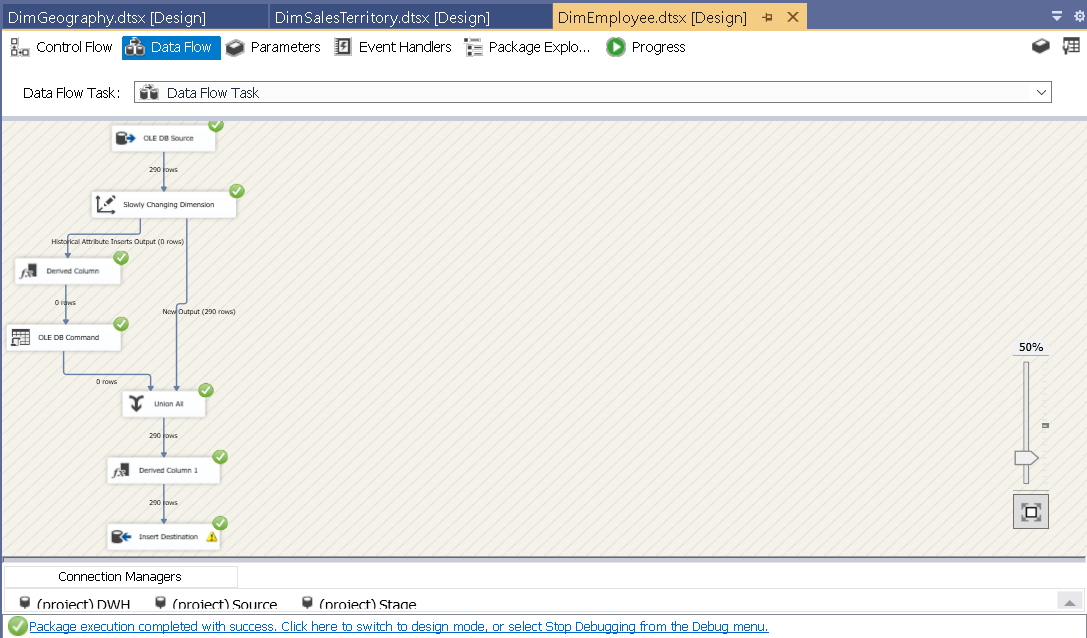 DimGeography.dtsx [Design]
DimSalesTerritory.dtsx [Design]
DimEmployee.dtsx [Design]
Control Flow
Data Flow
Parameters
Event Handlers
Package Explo...
Progress
Data Flow Task:
Data Flow Task
OLE DB Source
290 rows
Slowly Changing Dimension
Historical Attribute Inserts Output (0 rows)
Derived Column
0 rows
New Output (290 rows)
OLE DB Command
0 rows
Union All
290 rows
Derived Column 1
290 rows
Insert Destination
50%
Connection Managers
(project) DWH
(project) Source
(project) Stage
Package execution completed with success. Click here to switch to design mode, or select Stop Debugging from the Debug menu.